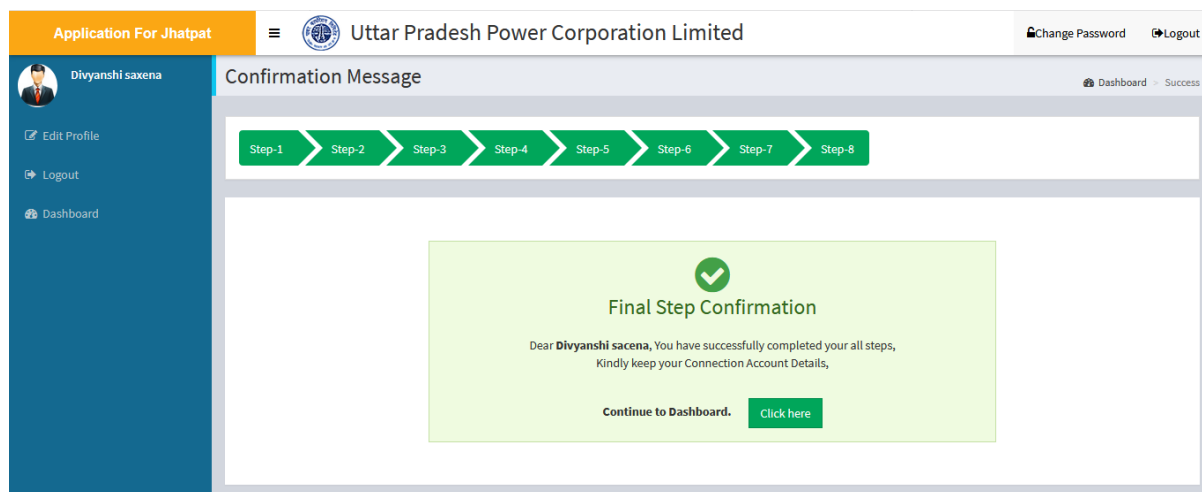 Application For Jhatpat
Uttar Pradesh Power Corporation Limited
Change Password
Logout
Divyanshi saxena
Edit Profile
Logout
Dashboard
Confirmation Message
Dashboard > Success
Step-1 Step-2 Step-3 Step-4 Step-5 Step-6 Step-7 Step-8
Final Step Confirmation
Dear Divyanshi sacena, You have successfully completed your all steps,
Kindly keep your Connection Account Details,
Continue to Dashboard. Click here